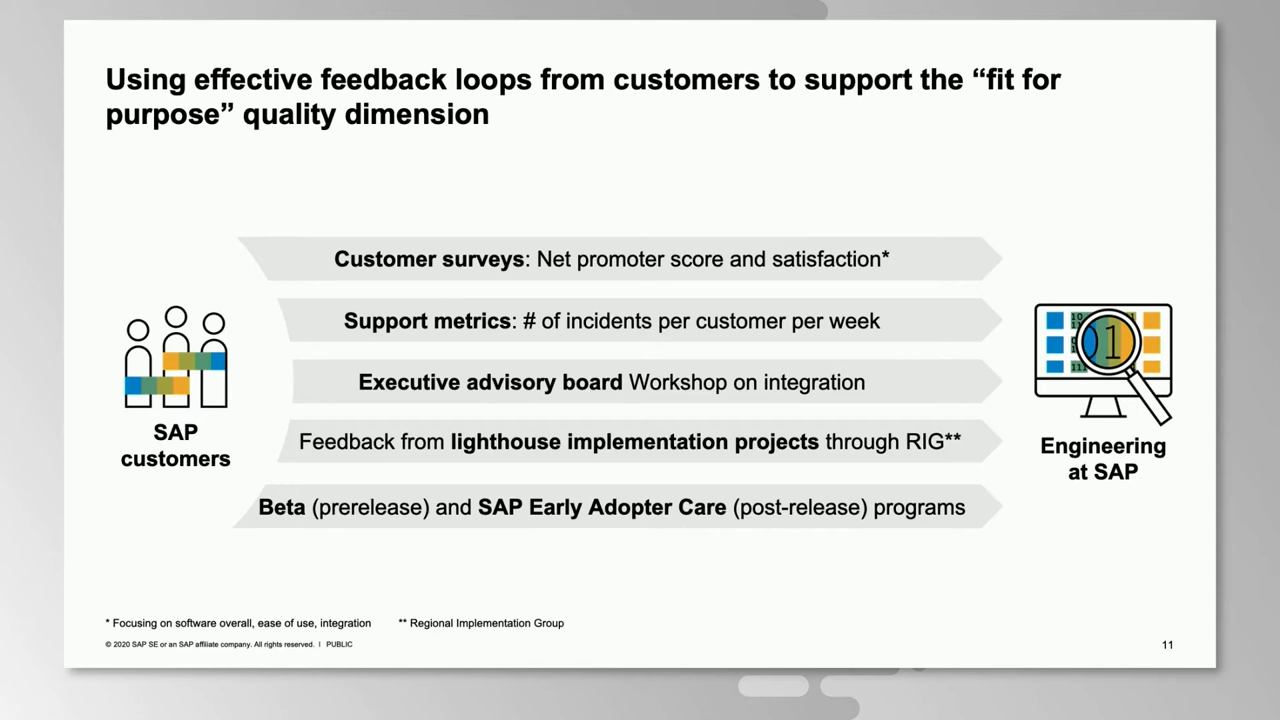 Using effective feedback loops from customers to support the “fit for
purpose” quality dimension
Customer surveys: Net promoter score and satisfaction*
Support metrics: # of incidents per customer per week
Executive advisory board Workshop on integration
Feedback from lighthouse implementation projects through RIG**
Beta (prerelease) and SAP Early Adopter Care (post-release) programs
SAP
customers
Engineering
at SAP
* Focusing on software overall, ease of use, integration
** Regional Implementation Group
© 2020 SAP SE or an SAP affiliate company. All rights reserved. I PUBLIC
11